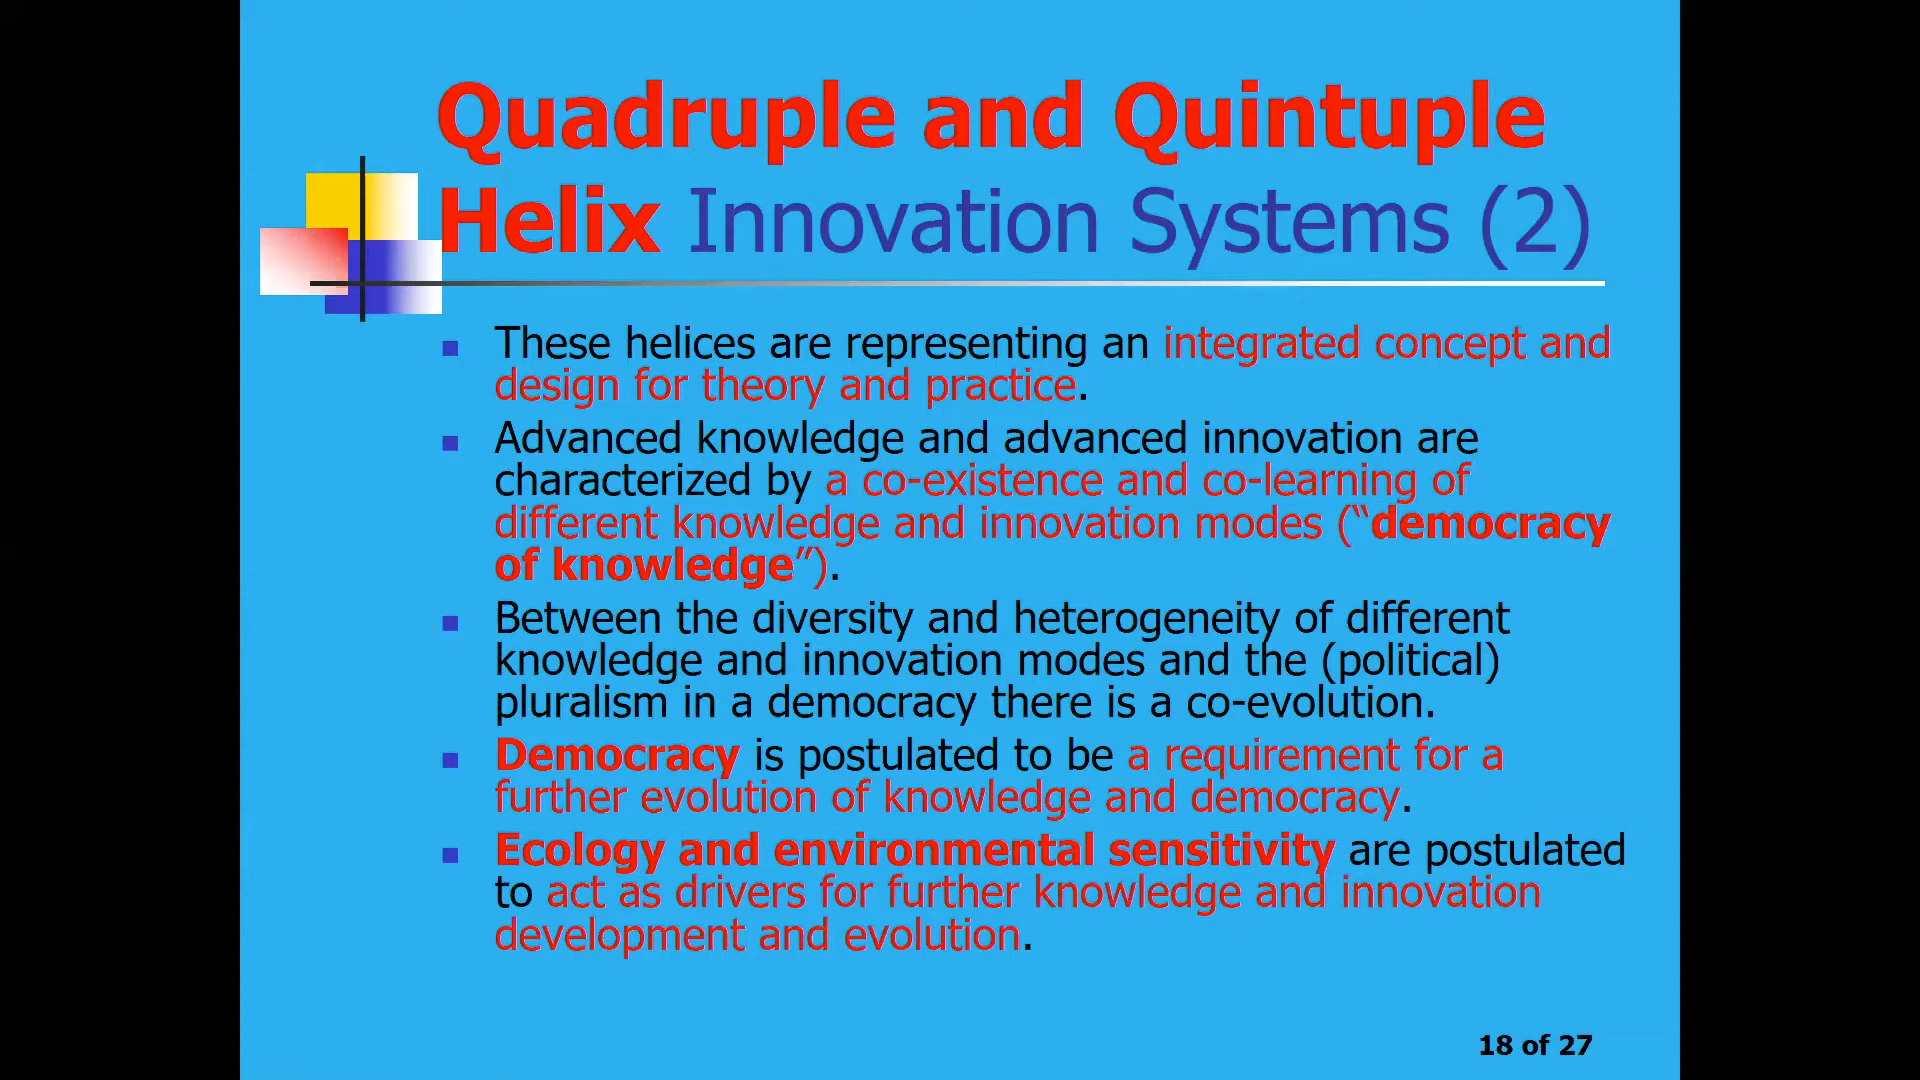 Quadruple and Quintuple
Helix Innovation Systems (2)
These helices are representing an integrated concept and
design for theory and practice.
Advanced knowledge and advanced innovation are
characterized by a co-existence and co-learning of
different knowledge and innovation modes (“democracy
of knowledge”).
Between the diversity and heterogeneity of different
knowledge and innovation modes and the (political)
pluralism in a democracy there is a co-evolution.
Democracy is postulated to be a requirement for a
further evolution of knowledge and democracy.
Ecology and environmental sensitivity are postulated
to act as drivers for further knowledge and innovation
development and evolution.
18 of 27